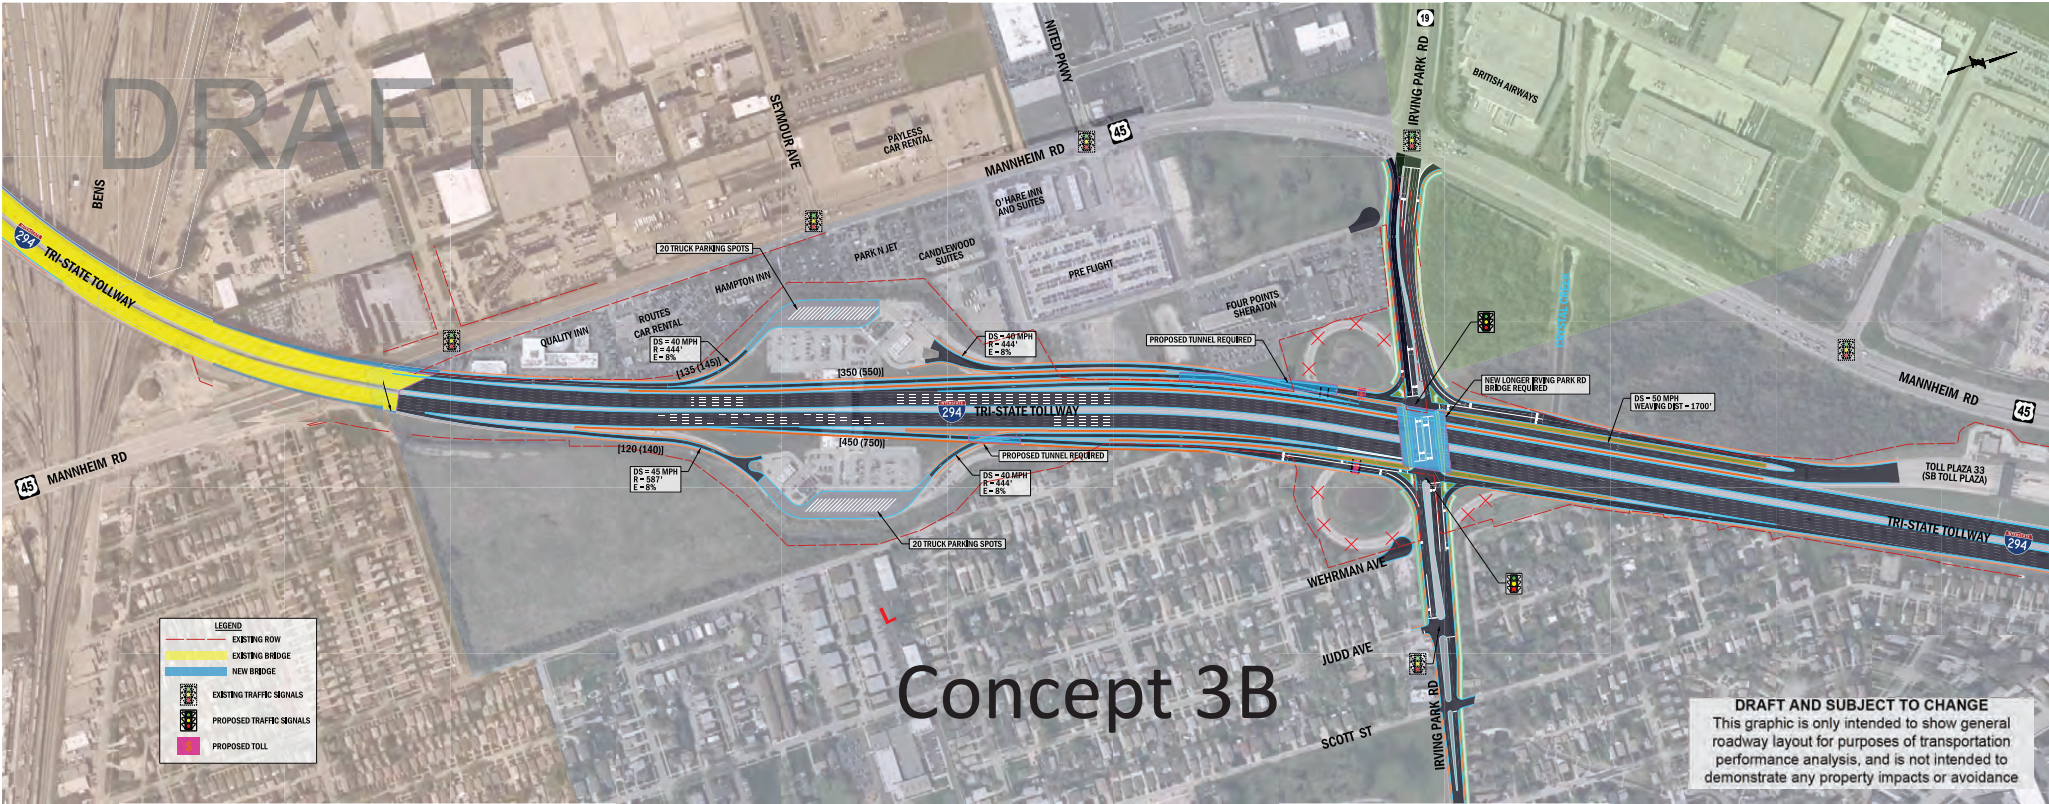 DRAFT
BENS
294
TRI-STATE TOLLWAY
45
MANNHEIM RD
SEYMOUR AVE
PAYLESS
CAR RENTAL
NITED PKWY
MANNHEIM RD
45
O'HARE INN
AND SUITES
19
IRVING PARK RD
BRITISH AIRWAYS
20 TRUCK PARKING SPOTS
PARK N JET
CANDLEWOOD
SUITES
PRE FLIGHT
HAMPTON INN
ROUTES
CAR RENTAL
QUALITY INN
FOUR POINTS
SHERATON
DS = 40 MPH
R = 444'
E = 8%
DS = 40 MPH
R = 444'
E = 8%
PROPOSED TUNNEL REQUIRED
[135 (145)]
[350 (550)]
294
TRI-STATE TOLLWAY
NEW LONGER IRVING PARK RD
BRIDGE REQUIRED
DS = 50 MPH
WEAVING DIST = 1700'
MANNHEIM RD
45
[120 (140)]
[450 (750)]
DS = 45 MPH
R = 587'
E = 8%
PROPOSED TUNNEL REQUIRED
DS = 40 MPH
R = 444'
E = 8%
TOLL PLAZA 33
(SB TOLL PLAZA)
TRI-STATE TOLLWAY
294
20 TRUCK PARKING SPOTS
WEHRMAN AVE
JUDD AVE
SCOTT ST
IRVING PARK RD
LEGEND
EXISTING ROW
EXISTING BRIDGE
NEW BRIDGE
EXISTING TRAFFIC SIGNALS
PROPOSED TRAFFIC SIGNALS
$ PROPOSED TOLL
Concept 3B
DRAFT AND SUBJECT TO CHANGE
This graphic is only intended to show general
roadway layout for purposes of transportation
performance analysis, and is not intended to
demonstrate any property impacts or avoidance